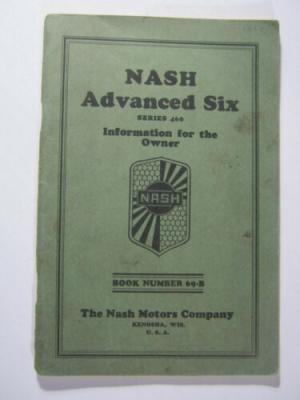 NASH
Advanced Six
SERIES 460
Information for the
Owner
NASH
BOOK NUMBER 69-B
The Nash Motors Company
KENOSHA, WIS.
U. S. A.